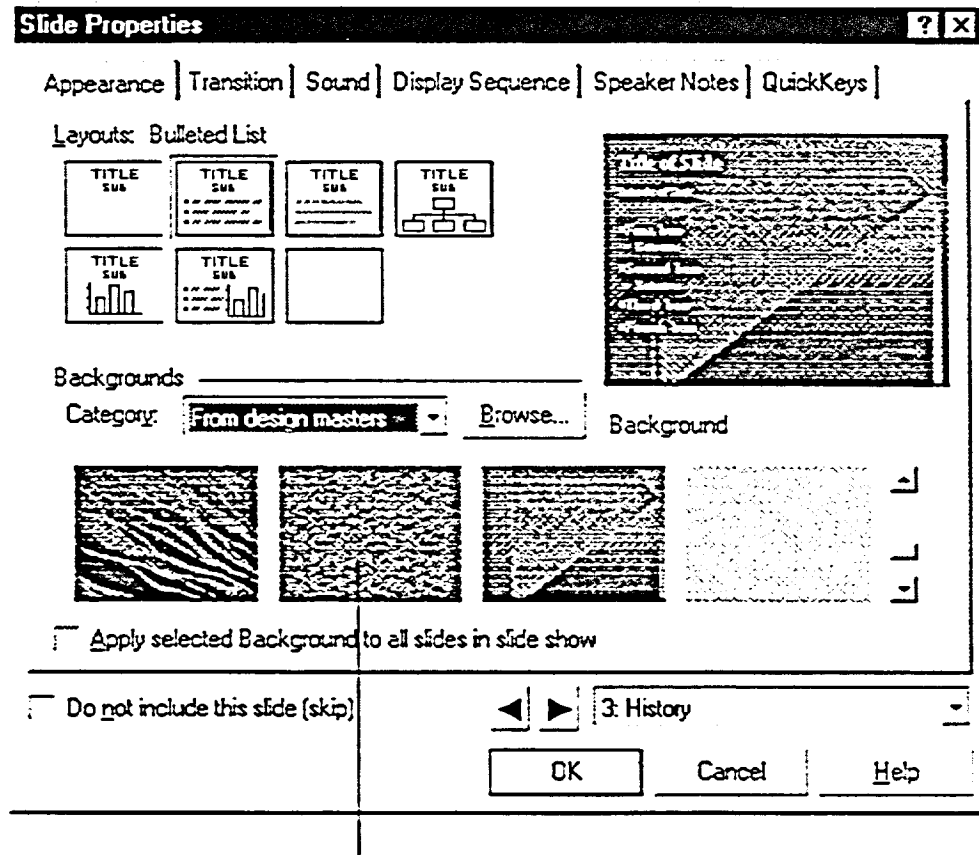 Slide Properties
Appearance Transition Sound Display Sequence Speaker Notes QuickKeys
Layouts: Bulleted List
TITLE SUB
TITLE SUB
TITLE SUB
TITLE SUB
TITLE SUB
TITLE SUB
Title of Slide
Backgrounds
Category: From design masters Browse...
Background
Apply selected Background to all slides in slide show
Do not include this slide (skip)
3: History
OK Cancel Help